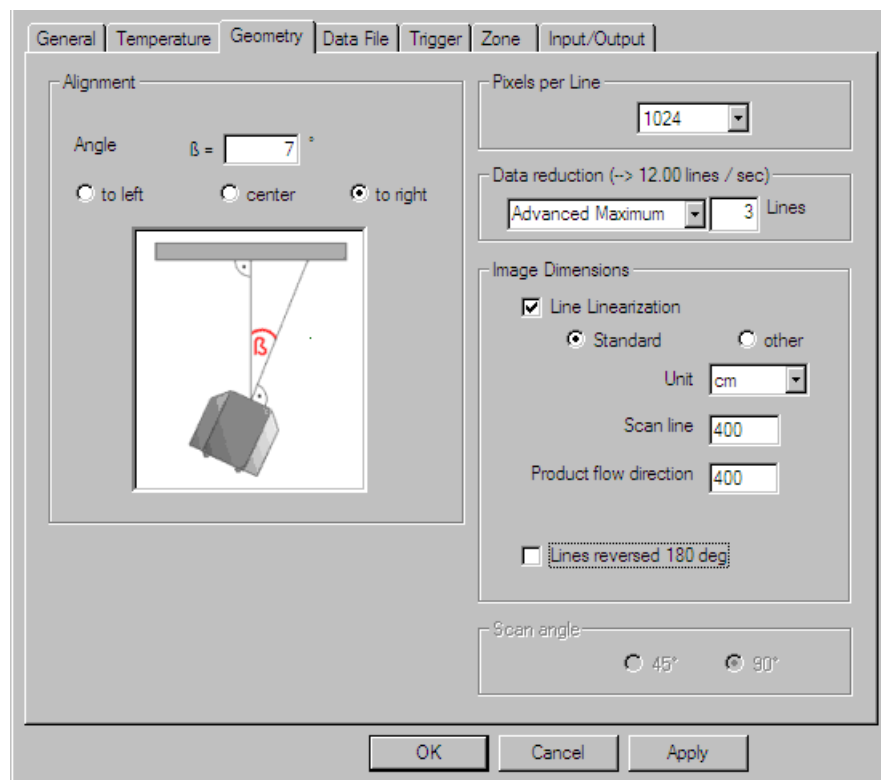 General Temperature Geometry Data File Trigger Zone Input/Output
Alignment
Angle ß = 7 °
to left center to right
ß
Pixels per Line
1024
Data reduction (--> 12.00 lines / sec)
Advanced Maximum 3 Lines
Image Dimensions
Line Linearization
Standard other
Unit cm
Scan line 400
Product flow direction 400
Lines reversed 180 deg
Scan angle
45° 90°
OK Cancel Apply